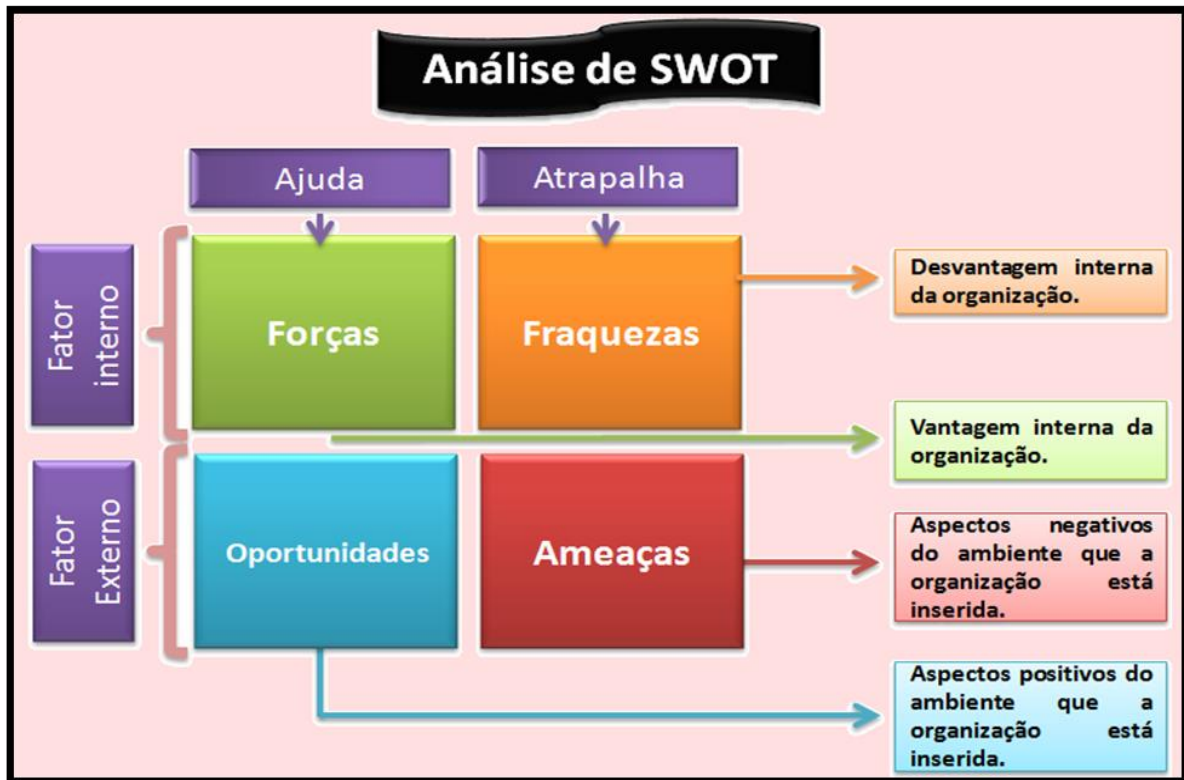 Análise de SWOT
Ajuda
Atrapalha
Fator
interno
Forças
Fraquezas
Desvantagem interna
da organização.
Vantagem interna da
organização.
Fator
Externo
Oportunidades
Ameaças
Aspectos negativos
do ambiente que a
organização está
inserida.
Aspectos positivos do
ambiente que a
organização está
inserida.